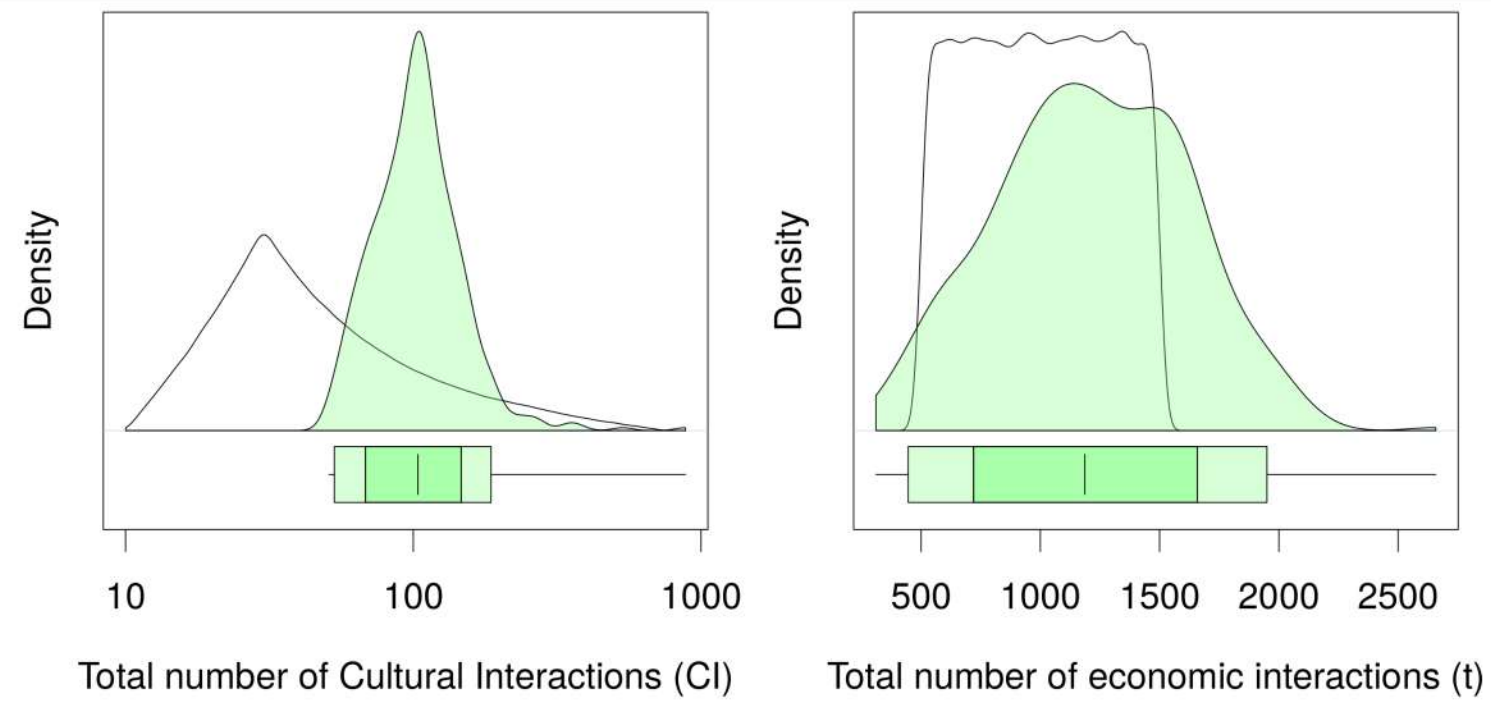 Density
10 100 1000
Total number of Cultural Interactions (CI)
Density
500 1000 1500 2000 2500
Total number of economic interactions (t)